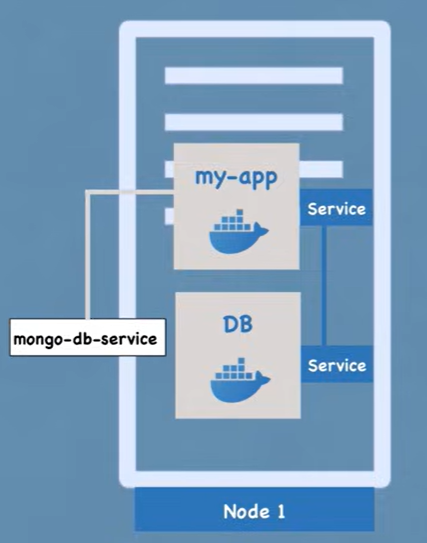 my-app
Service
mongo-db-service
DB
Service
Node 1